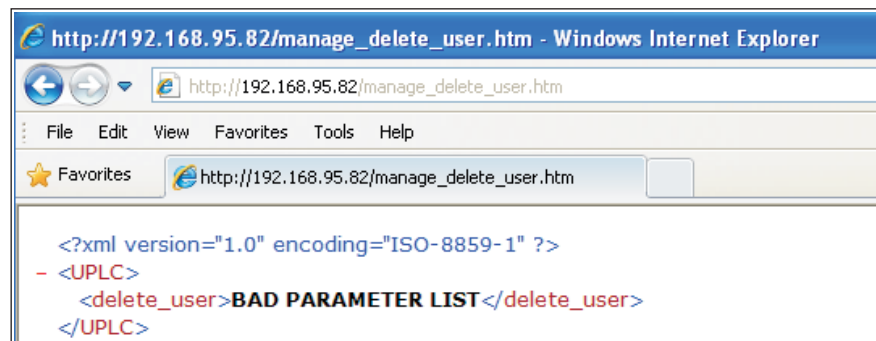 http://192.168.95.82/manage_delete_user.htm - Windows Internet Explorer
http://192.168.95.82/manage_delete_user.htm
File Edit View Favorites Tools Help
Favorites http://192.168.95.82/manage_delete_user.htm
<?xml version="1.0" encoding="ISO-8859-1" ?>
- <UPLC>
<delete_user>BAD PARAMETER LIST</delete_user>
</UPLC>